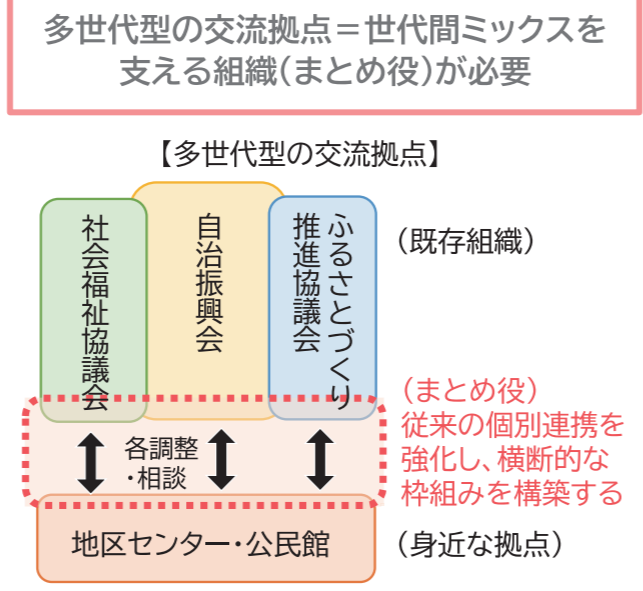 多世代型の交流拠点＝世代間ミックスを
支える組織(まとめ役)が必要
【多世代型の交流拠点】
社会福祉協議会
自治振興会
ふるさとづくり
推進協議会
(既存組織)
(まとめ役)
従来の個別連携を
強化し、横断的な
枠組みを構築する
各調整
・相談
地区センター・公民館
(身近な拠点)